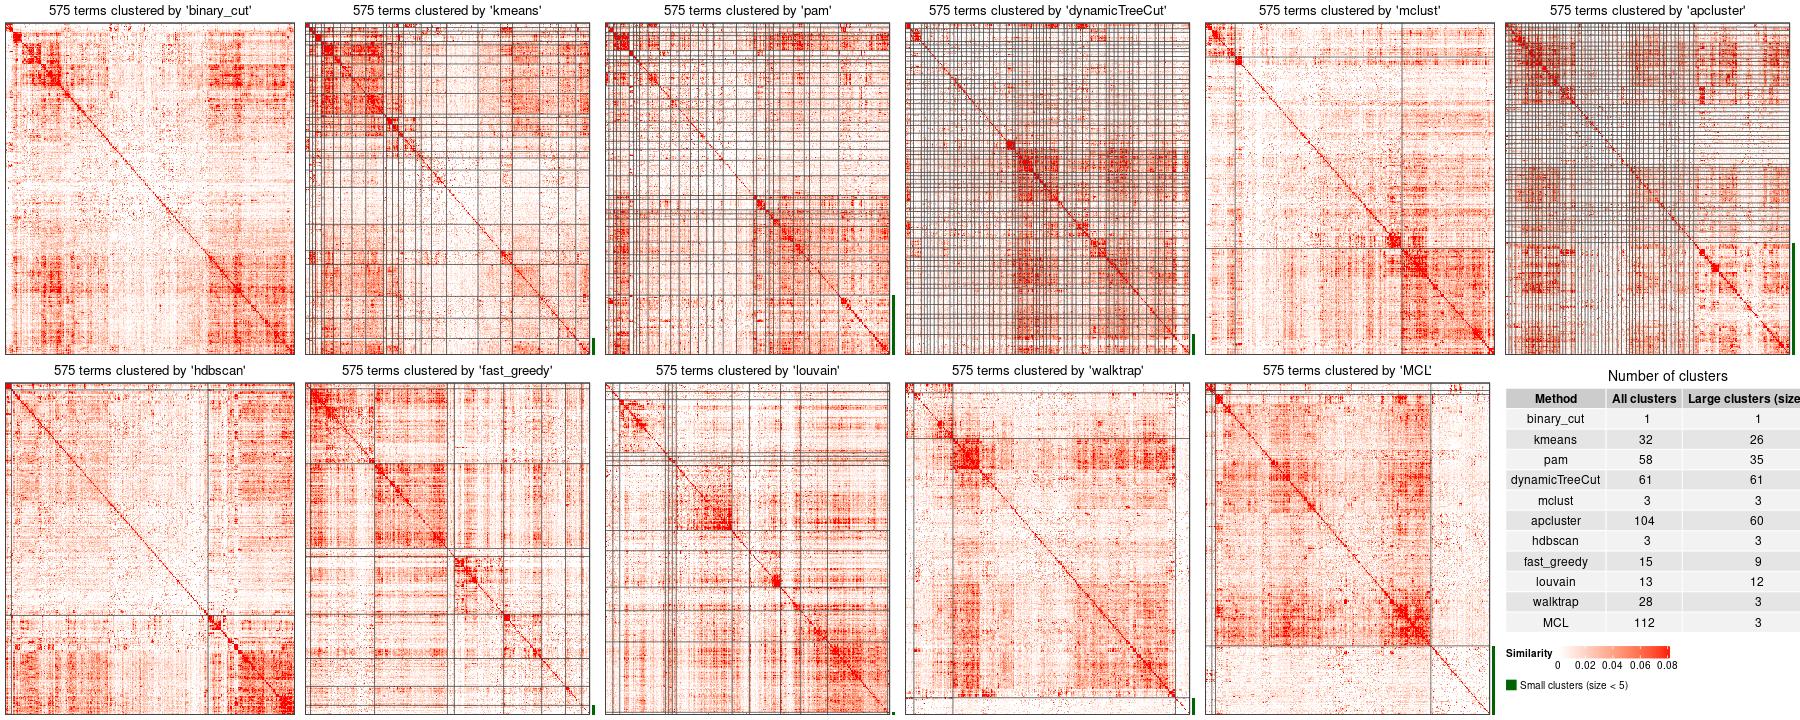 575 terms clustered by 'binary_cut'
575 terms clustered by 'kmeans'
575 terms clustered by 'pam'
575 terms clustered by 'dynamicTreeCut'
575 terms clustered by 'mclust'
575 terms clustered by 'apcluster'
575 terms clustered by 'hdbscan'
575 terms clustered by 'fast_greedy'
575 terms clustered by 'louvain'
575 terms clustered by 'walktrap'
575 terms clustered by 'MCL'
Number of clusters
Method All clusters Large clusters (size
binary_cut 1 1
kmeans 32 26
pam 58 35
dynamicTreeCut 61 61
mclust 3 3
apcluster 104 60
hdbscan 3 3
fast_greedy 15 9
louvain 13 12
walktrap 28 3
MCL 112 3
Similarity
0 0.02 0.04 0.06 0.08
Small clusters (size < 5)